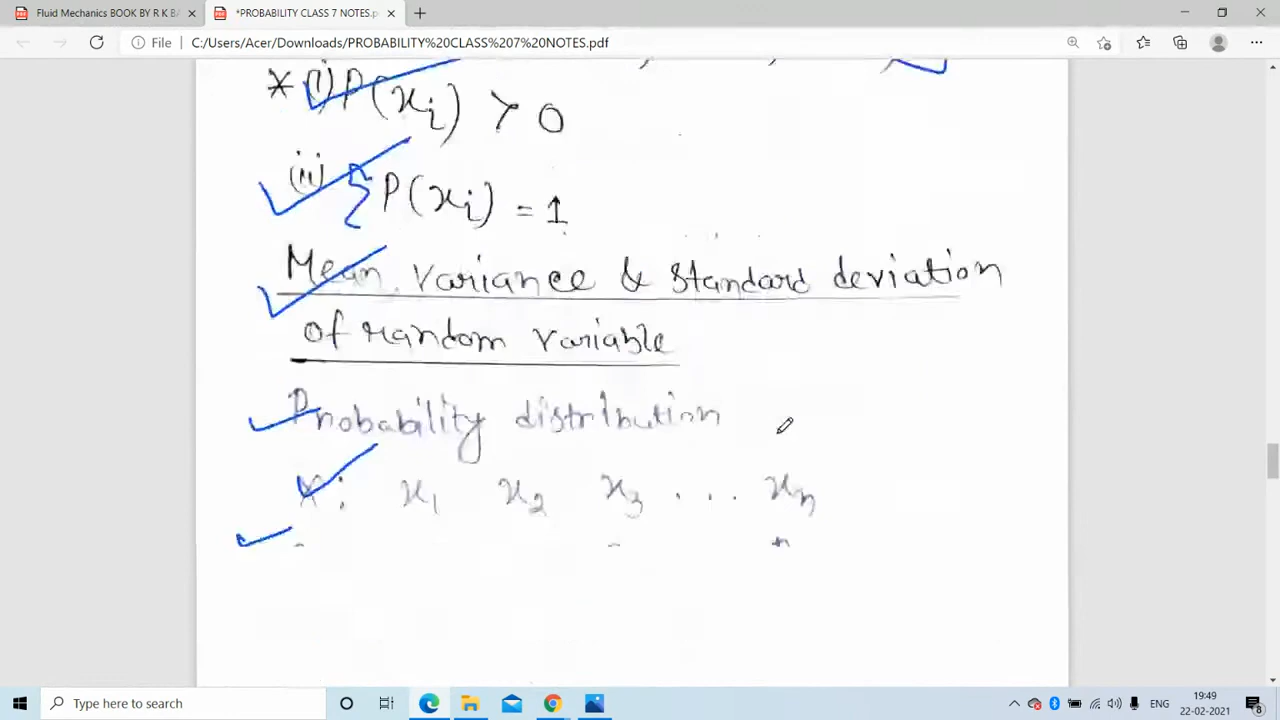 Fluid Mechanics BOOK BY R K BA
*PROBABILITY CLASS 7 NOTES.p
File C:/Users/Acer/Downloads/PROBABILITY%20CLASS%207%20NOTES.pdf
* (i) P(xi) > 0
(ii) { P(xi) = 1
Mean, variance & standard deviation
of random variable
Probability distribution
X: x1 x2 x3 ... xn
Type here to search
ENG
19:49
22-02-2021
8